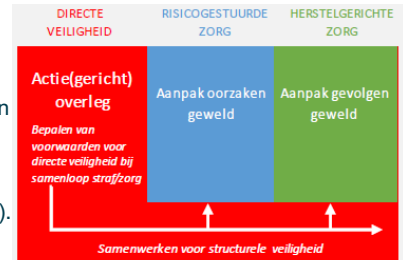 DIRECTE
VEILIGHEID
RISICOGESTUURDE
ZORG
HERSTELGERICHTE
ZORG
Actie(gericht)
overleg
Bepalen van
voorwaarden voor
directe veiligheid bij
samenloop straf/zorg
Aanpak oorzaken
geweld
Aanpak gevolgen
geweld
Samenwerken voor structurele veiligheid
n
).